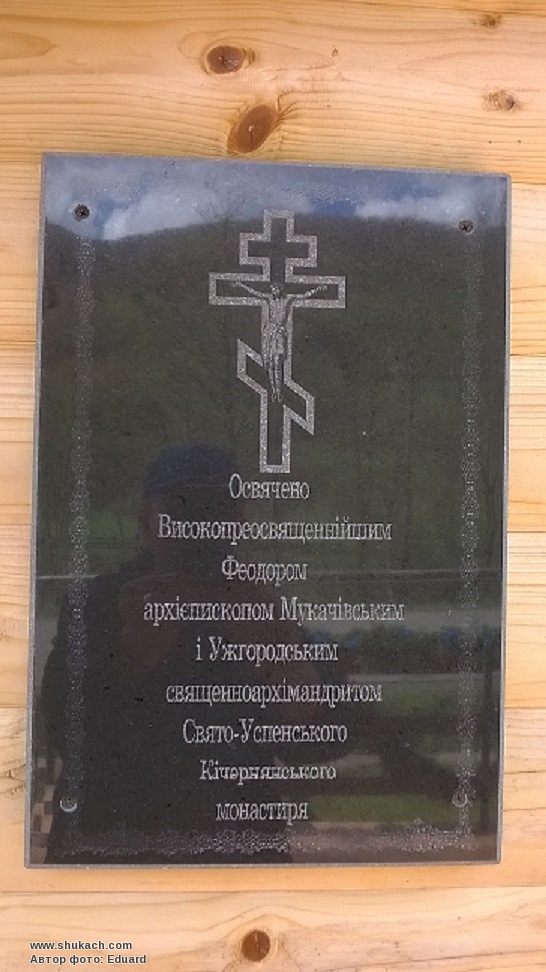 Освячено
Високопреосвященнійшим
Феодором
архієпископом Мукачівським
і Ужгородським
священноархімандритом
Свято-Успенського
Кічернянського
монастиря
www.shukach.com
Автор фото: Eduard